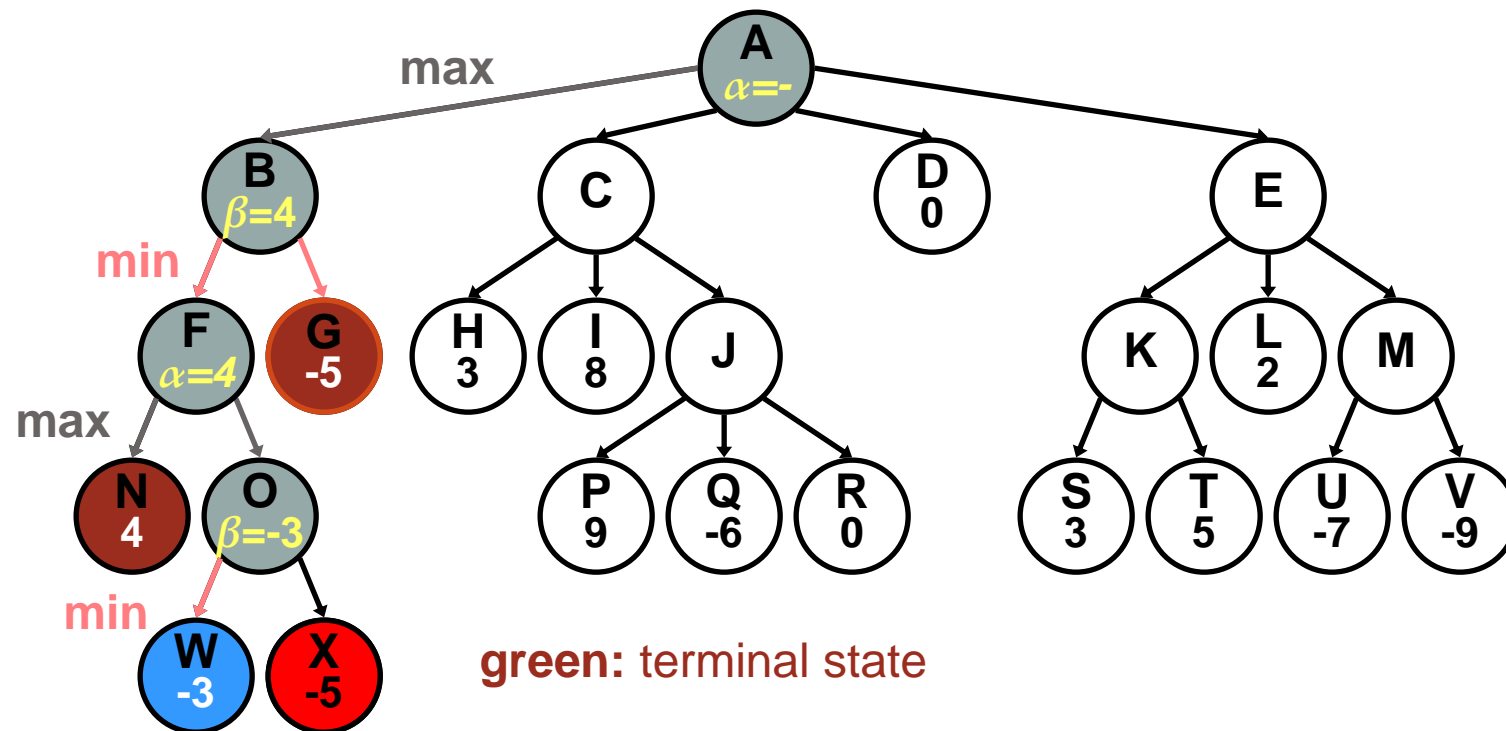 A
max
α=-
B
β=4
C
D
0
E
min
F
α=4
G
-5
H
3
I
8
J
K
L
2
M
max
N
4
O
β=-3
P
9
Q
-6
R
0
S
3
T
5
U
-7
V
-9
min
W
-3
X
-5
green: terminal state